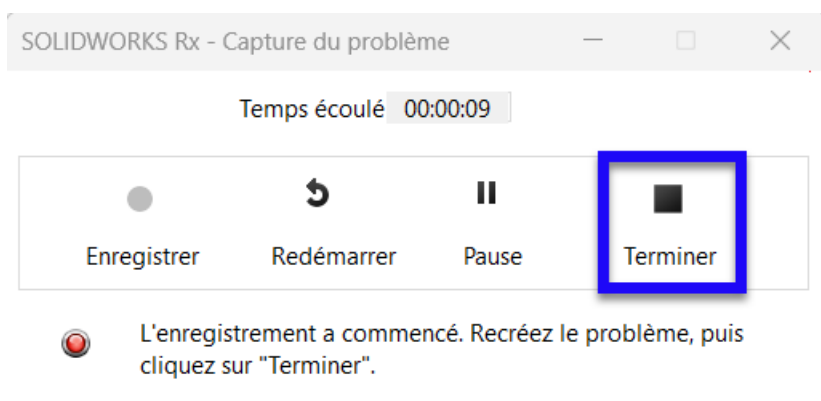 SOLIDWORKS Rx - Capture du problème
Temps écoulé 00:00:09
Enregistrer Redémarrer Pause Terminer
L'enregistrement a commencé. Recréez le problème, puis
cliquez sur "Terminer".